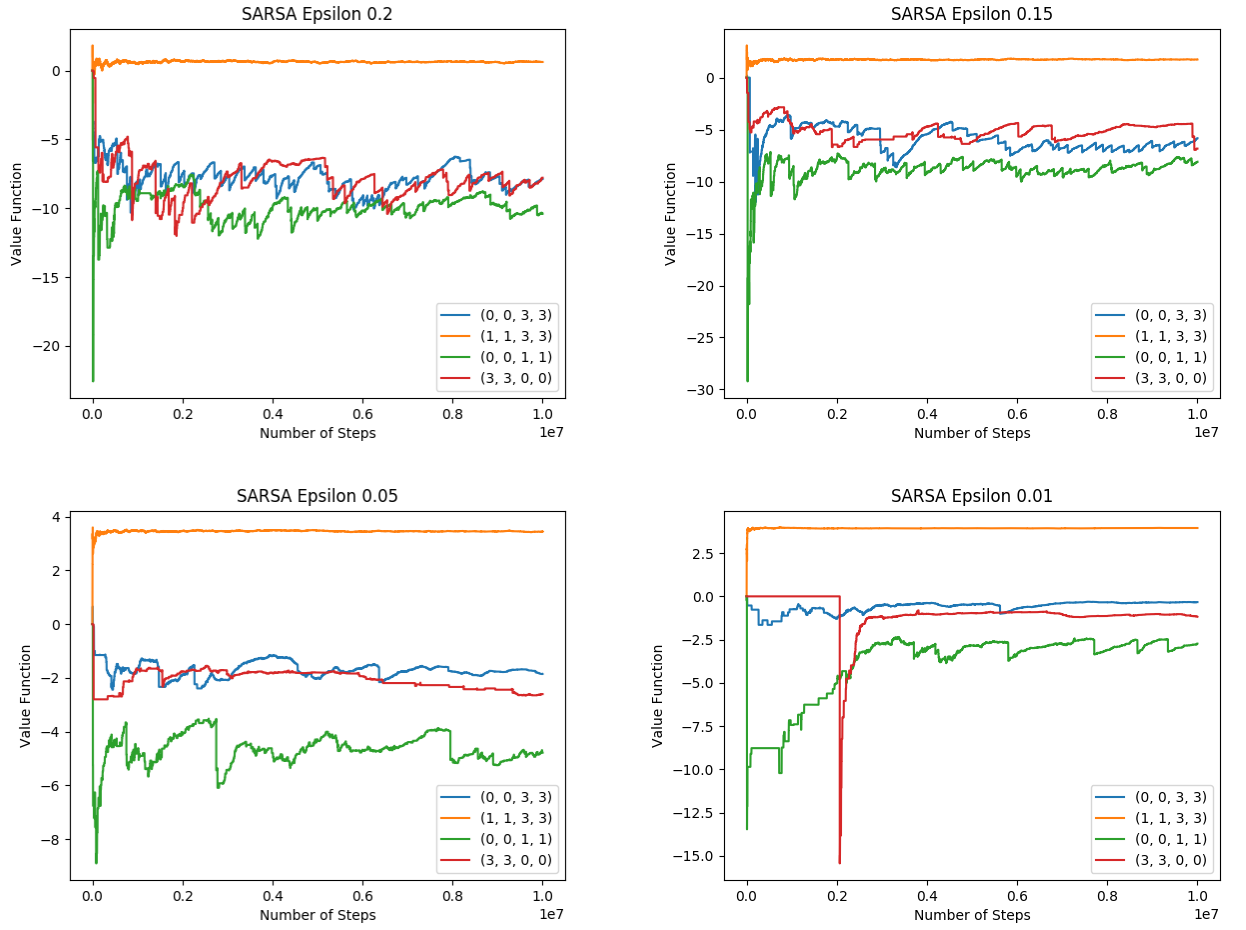 SARSA Epsilon 0.2
0
−5
−10
−15
−20
Value Function
0.0 0.2 0.4 0.6 0.8 1.0
1e7
Number of Steps
(0, 0, 3, 3)
(1, 1, 3, 3)
(0, 0, 1, 1)
(3, 3, 0, 0)
SARSA Epsilon 0.15
0
−5
−10
−15
−20
−25
−30
Value Function
0.0 0.2 0.4 0.6 0.8 1.0
1e7
Number of Steps
(0, 0, 3, 3)
(1, 1, 3, 3)
(0, 0, 1, 1)
(3, 3, 0, 0)
SARSA Epsilon 0.05
4
2
0
−2
−4
−6
−8
Value Function
0.0 0.2 0.4 0.6 0.8 1.0
1e7
Number of Steps
(0, 0, 3, 3)
(1, 1, 3, 3)
(0, 0, 1, 1)
(3, 3, 0, 0)
SARSA Epsilon 0.01
2.5
0.0
−2.5
−5.0
−7.5
−10.0
−12.5
−15.0
Value Function
0.0 0.2 0.4 0.6 0.8 1.0
1e7
Number of Steps
(0, 0, 3, 3)
(1, 1, 3, 3)
(0, 0, 1, 1)
(3, 3, 0, 0)